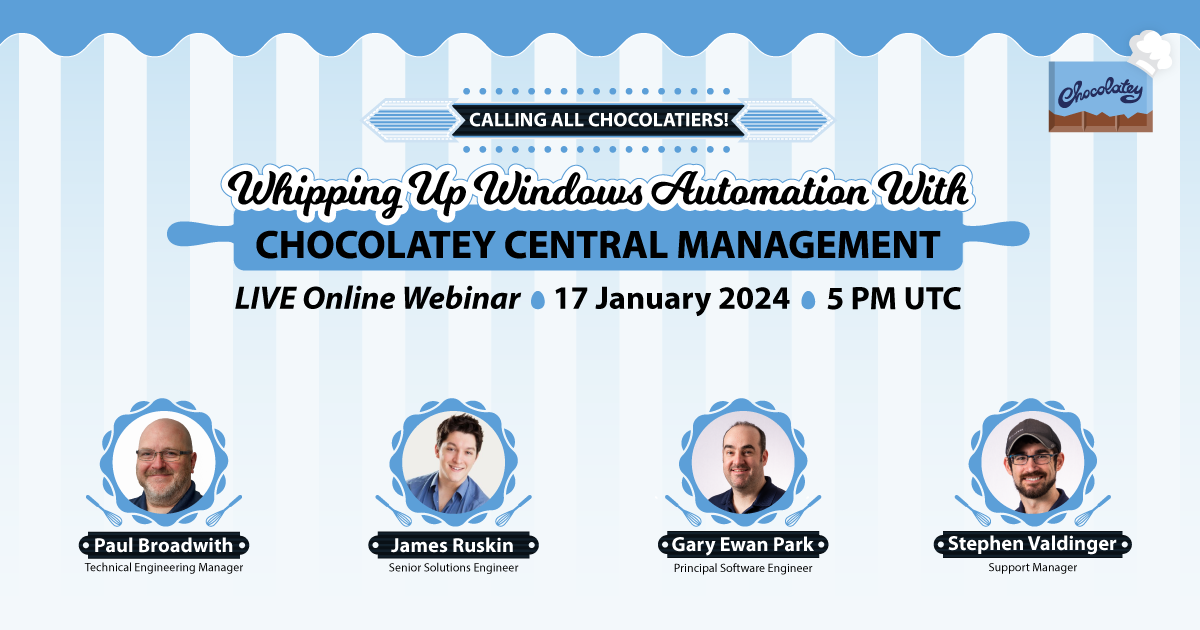 Chocolatey
CALLING ALL CHOCOLATIERS!
Whipping Up Windows Automation With
CHOCOLATEY CENTRAL MANAGEMENT
LIVE Online Webinar 17 January 2024 5 PM UTC
Paul Broadwith
Technical Engineering Manager
James Ruskin
Senior Solutions Engineer
Gary Ewan Park
Principal Software Engineer
Stephen Valdinger
Support Manager